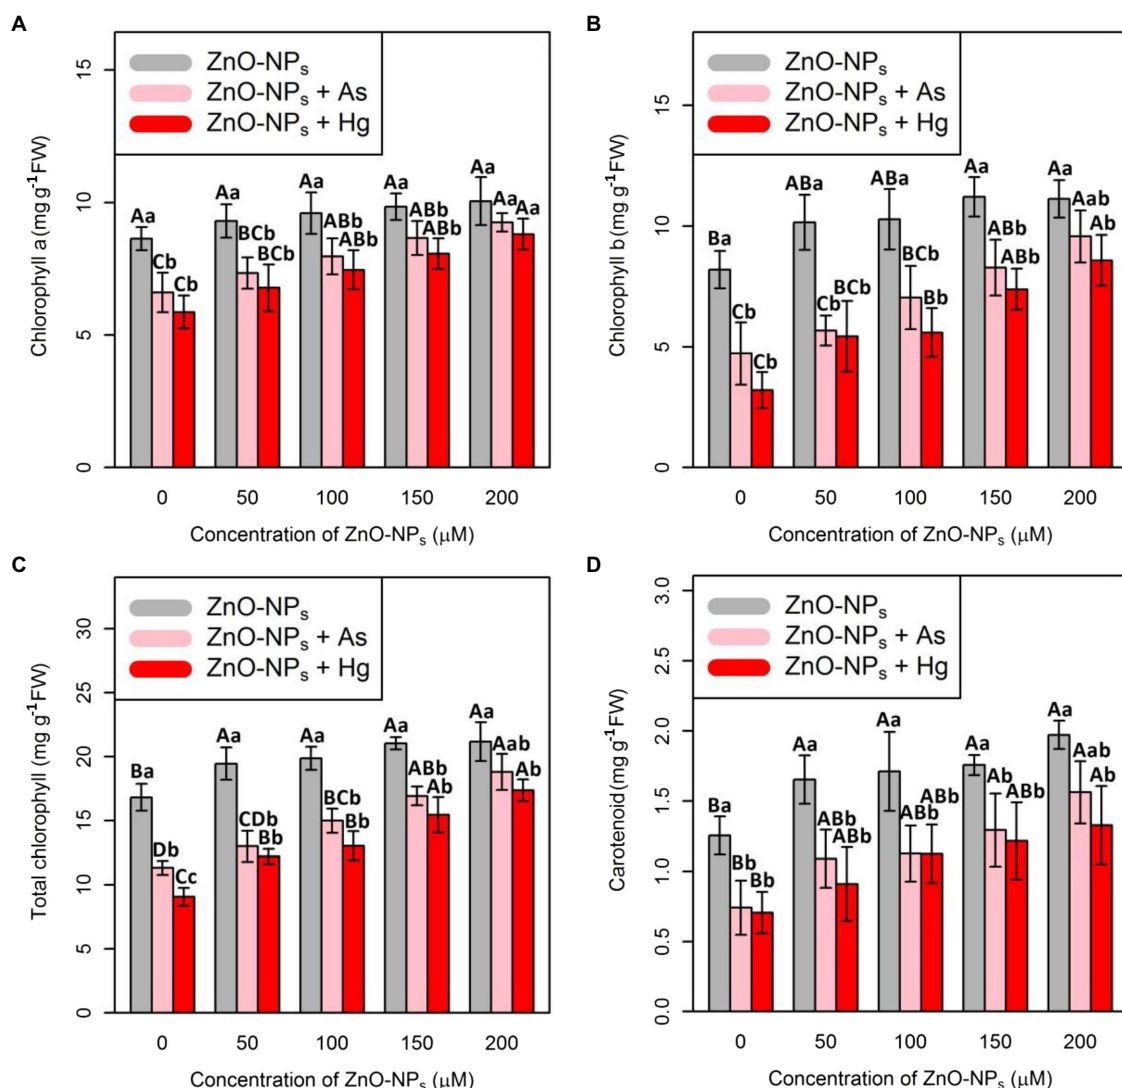 A
ZnO-NPs
ZnO-NPs + As
ZnO-NPs + Hg
Chlorophyll a (mg g-1 FW)
0
5
10
15
Aa Cb Cb
Aa BCb BCb
Aa ABb ABb
Aa ABb ABb
Aa Aa Aa
0 50 100 150 200
Concentration of ZnO-NPs (μM)
B
ZnO-NPs
ZnO-NPs + As
ZnO-NPs + Hg
Chlorophyll b (mg g-1 FW)
0
5
10
15
Ba Cb Cb
ABa Cb BCb
ABa BCb Bb
Aa ABb ABb
Aa Aab Ab
0 50 100 150 200
Concentration of ZnO-NPs (μM)
C
ZnO-NPs
ZnO-NPs + As
ZnO-NPs + Hg
Total chlorophyll (mg g-1 FW)
0
5
10
15
20
25
30
Ba Db Cc
Aa CDb Bb
Aa BCb Bb
Aa ABb Ab
Aa Aab Ab
0 50 100 150 200
Concentration of ZnO-NPs (μM)
D
ZnO-NPs
ZnO-NPs + As
ZnO-NPs + Hg
Carotenoid (mg g-1 FW)
0.0
0.5
1.0
1.5
2.0
2.5
3.0
Ba Bb Bb
Aa ABb ABb
Aa ABb ABb
Aa Ab ABb
Aa Aab Ab
0 50 100 150 200
Concentration of ZnO-NPs (μM)